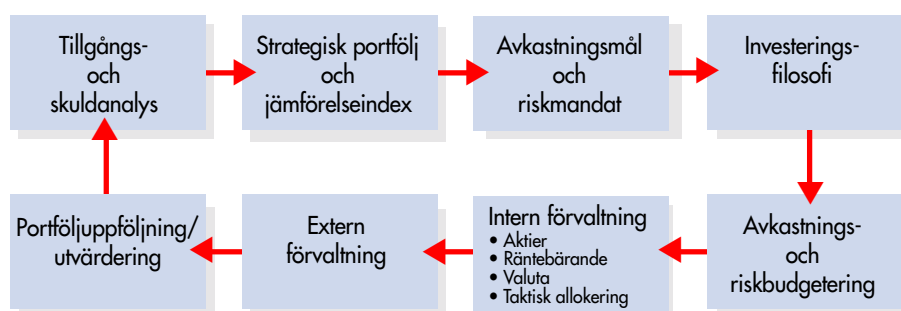 Tillgångs-
och
skuldanalys
Strategisk portfölj
och
jämförelseindex
Avkastningsmål
och
riskmandat
Investerings-
filosofi
Portföljuppföljning/
utvärdering
Extern
förvaltning
Intern förvaltning
• Aktier
• Räntebärande
• Valuta
• Taktisk allokering
Avkastnings-
och
riskbudgetering